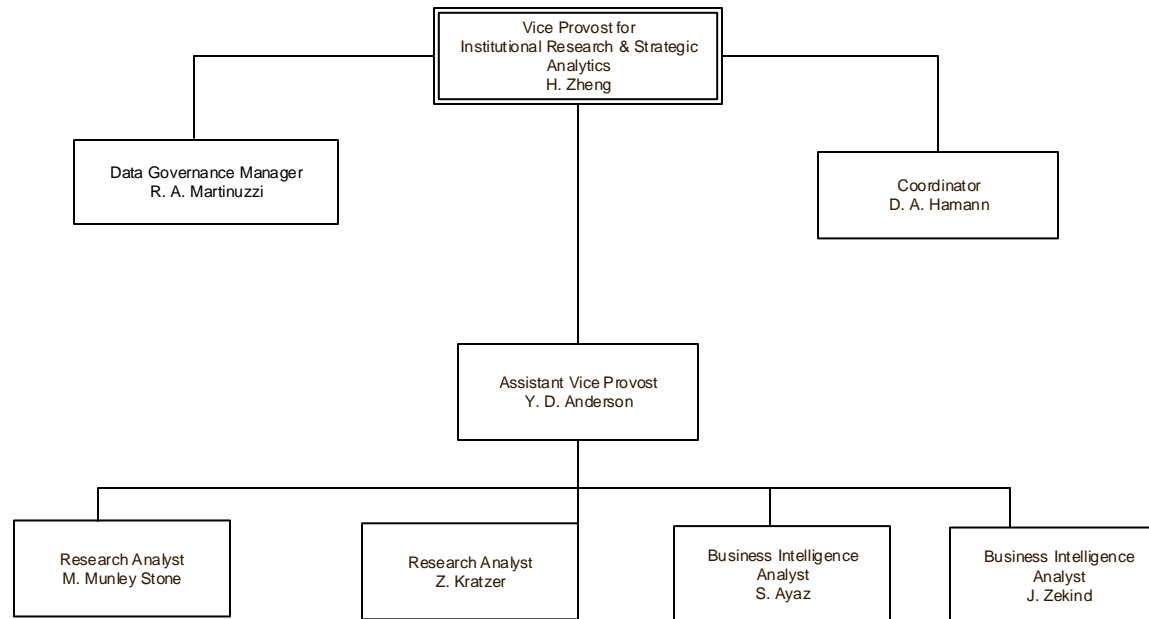 Vice Provost for
Institutional Research & Strategic
Analytics
H. Zheng
Data Governance Manager
R. A. Martinuzzi
Coordinator
D. A. Hamann
Assistant Vice Provost
Y. D. Anderson
Research Analyst
M. Munley Stone
Research Analyst
Z. Kratzer
Business Intelligence
Analyst
S. Ayaz
Business Intelligence
Analyst
J. Zekind